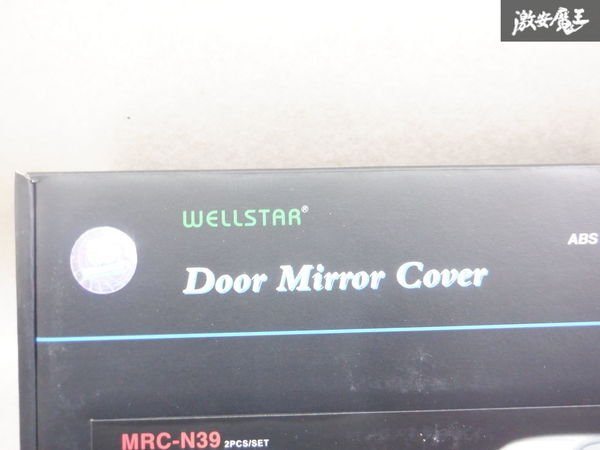 激安魔王
WELLSTAR®
ABS
Door Mirror Cover
MRC-N39 2PCS/SET